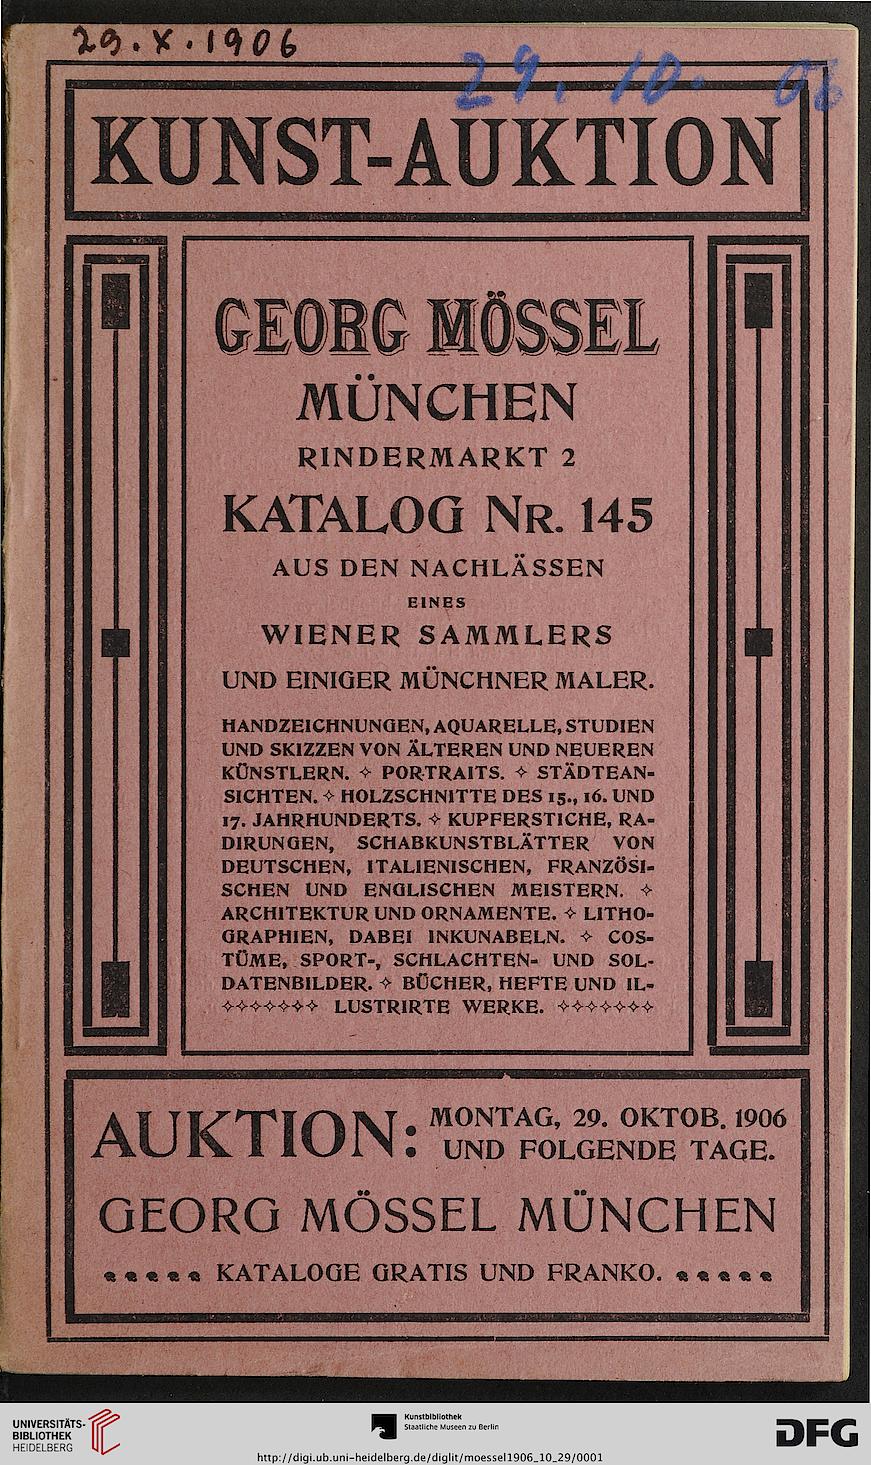 29.X.1906
29. 10. 06
KUNST-AUKTION
GEORG MÖSSEL
MÜNCHEN
RINDERMARKT 2
KATALOG NR. 145
AUS DEN NACHLÄSSEN
EINES
WIENER SAMMLERS
UND EINIGER MÜNCHNER MALER.
HANDZEICHNUNGEN, AQUARELLE, STUDIEN
UND SKIZZEN VON ÄLTEREN UND NEUEREN
KÜNSTLERN. ✧ PORTRAITS. ✧ STÄDTEAN-
SICHTEN. ✧ HOLZSCHNITTE DES 15., 16. UND
17. JAHRHUNDERTS. ✧ KUPFERSTICHE, RA-
DIRUNGEN, SCHABKUNSTBLÄTTER VON
DEUTSCHEN, ITALIENISCHEN, FRANZÖSI-
SCHEN UND ENGLISCHEN MEISTERN. ✧
ARCHITEKTUR UND ORNAMENTE. ✧ LITHO-
GRAPHIEN, DABEI INKUNABELN. ✧ COS-
TÜME, SPORT-, SCHLACHTEN- UND SOL-
DATENBILDER. ✧ BÜCHER, HEFTE UND IL-
✧✧✧✧✧✧✧ LUSTRIRTE WERKE. ✧✧✧✧✧✧✧
AUKTION: MONTAG, 29. OKTOB. 1906
UND FOLGENDE TAGE.
GEORG MÖSSEL MÜNCHEN
KATALOGE GRATIS UND FRANKO.
UNIVERSITÄTS-
BIBLIOTHEK
HEIDELBERG
Kunstbibliothek
Staatliche Museen zu Berlin
DFG
http://digi.ub.uni-heidelberg.de/diglit/moessel1906_10_29/0001